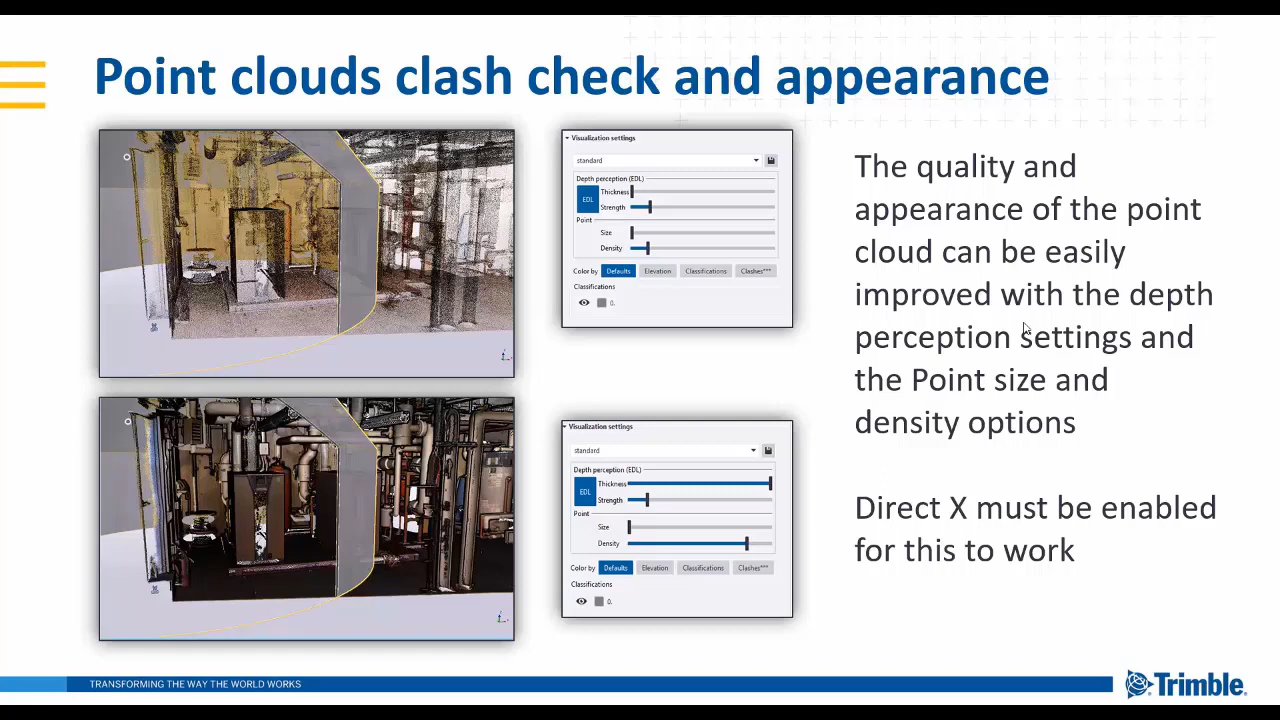 Point clouds clash check and appearance
Visualization settings
standard
Depth perception (EDL)
EDL
Thickness
Strength
Point
Size
Density
Color by Defaults Elevation Classifications Clashes***
Classifications
0.
Visualization settings
standard
Depth perception (EDL)
EDL
Thickness
Strength
Point
Size
Density
Color by Defaults Elevation Classifications Clashes***
Classifications
0.
The quality and
appearance of the point
cloud can be easily
improved with the depth
perception settings and
the Point size and
density options
Direct X must be enabled
for this to work
TRANSFORMING THE WAY THE WORLD WORKS
Trimble